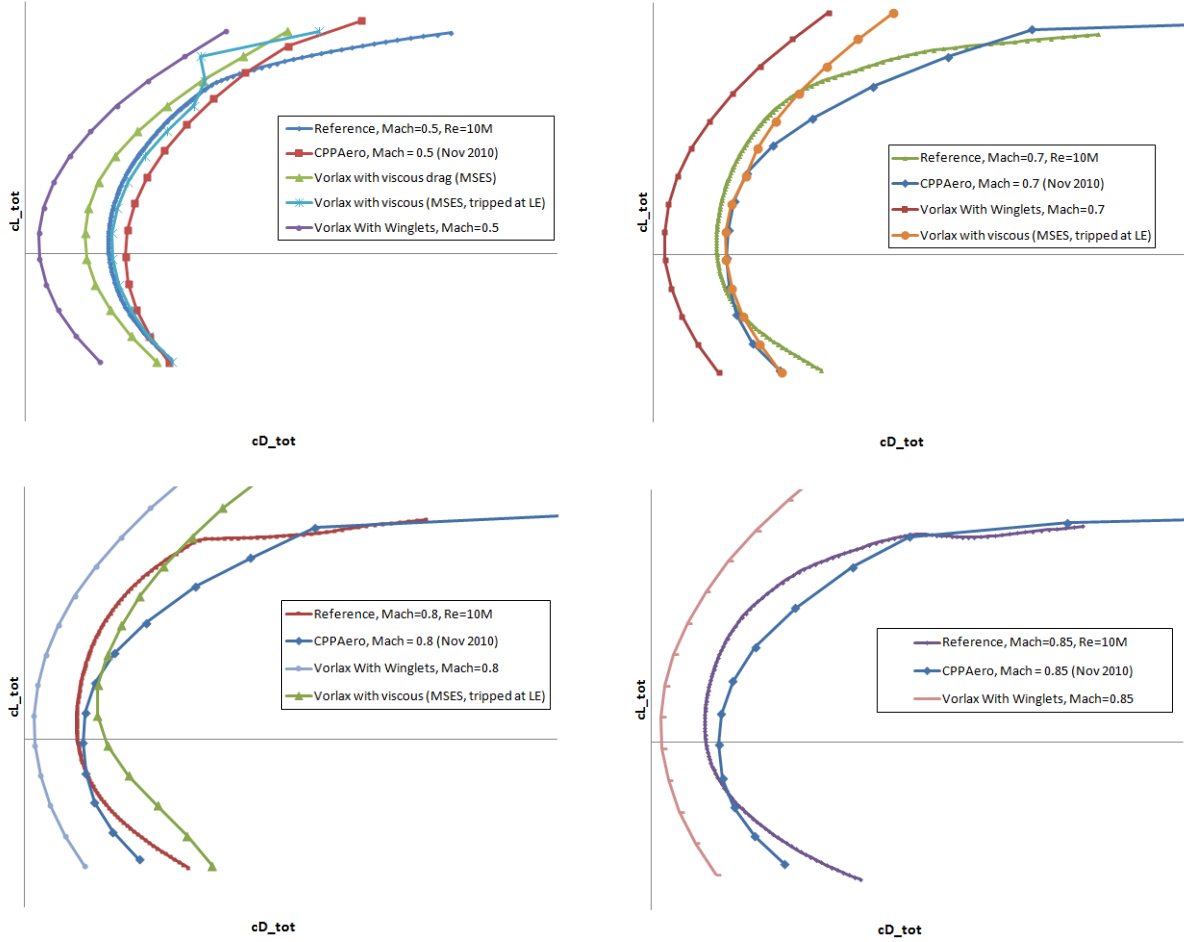 cL_tot
Reference, Mach=0.5, Re=10M
CPPAero, Mach = 0.5 (Nov 2010)
Vorlax with viscous drag (MSES)
Vorlax with viscous (MSES, tripped at LE)
Vorlax With Winglets, Mach=0.5
cD_tot
cL_tot
Reference, Mach=0.7, Re=10M
CPPAero, Mach = 0.7 (Nov 2010)
Vorlax With Winglets, Mach=0.7
Vorlax with viscous (MSES, tripped at LE)
cD_tot
cL_tot
Reference, Mach=0.8, Re=10M
CPPAero, Mach = 0.8 (Nov 2010)
Vorlax With Winglets, Mach=0.8
Vorlax with viscous (MSES, tripped at LE)
cD_tot
cL_tot
Reference, Mach=0.85, Re=10M
CPPAero, Mach = 0.85 (Nov 2010)
Vorlax With Winglets, Mach=0.85
cD_tot